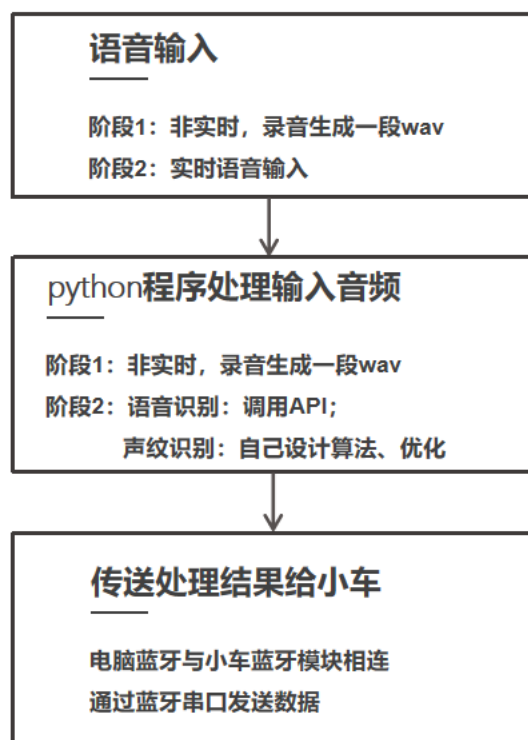 语音输入
阶段1：非实时，录音生成一段wav
阶段2：实时语音输入
python程序处理输入音频
阶段1：非实时，录音生成一段wav
阶段2：语音识别：调用API；
声纹识别：自己设计算法、优化
传送处理结果给小车
电脑蓝牙与小车蓝牙模块相连
通过蓝牙串口发送数据